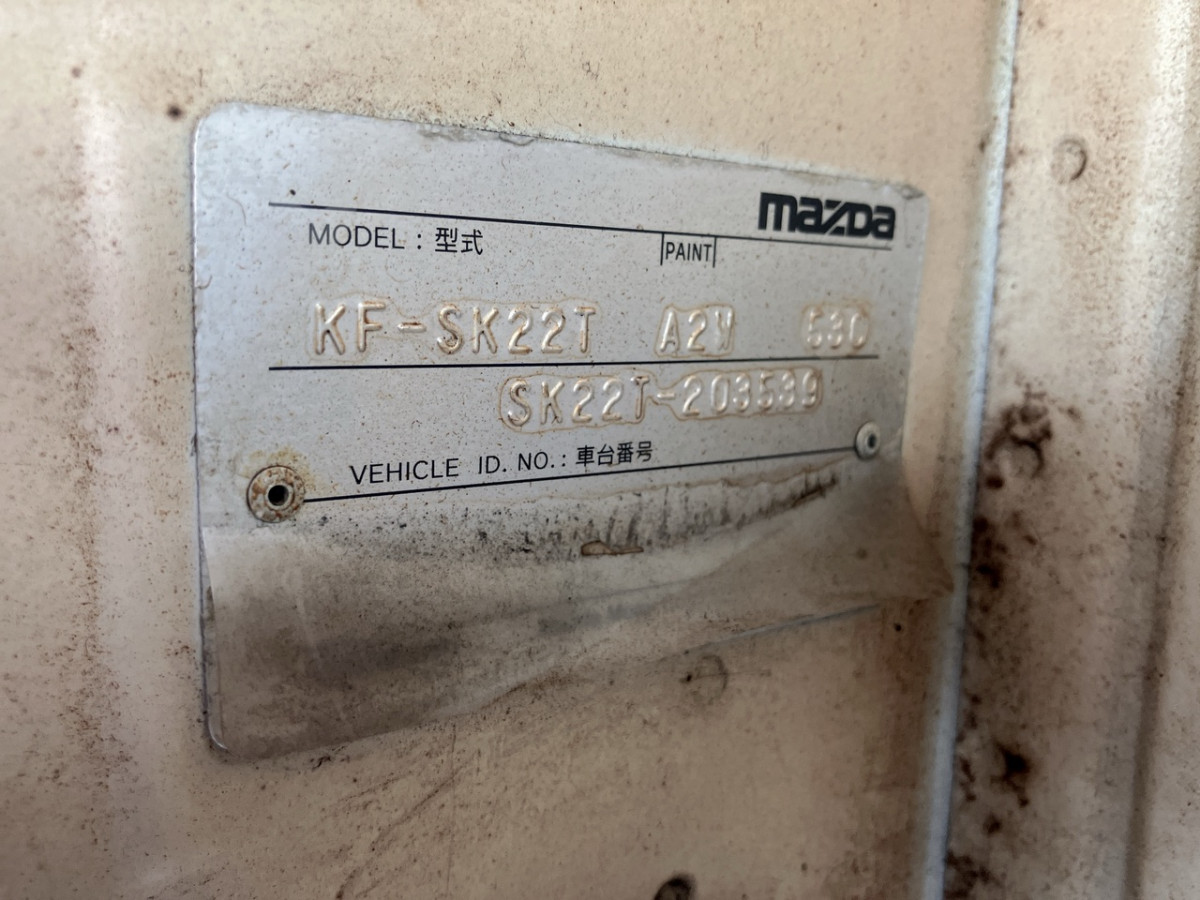 mazda
MODEL : 型式 PAINT
KF-SK22T A2W 63C
SK22T-203539
VEHICLE ID. NO. : 車台番号